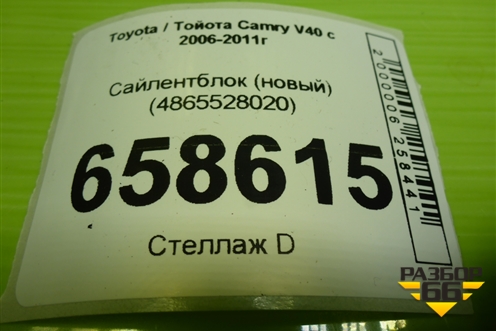 Toyota / Тойота Camry V40 с
2006-2011г
Сайлентблок (новый)
(4865528020)
658615
Стеллаж D
2000006258441
РАЗБОР
66